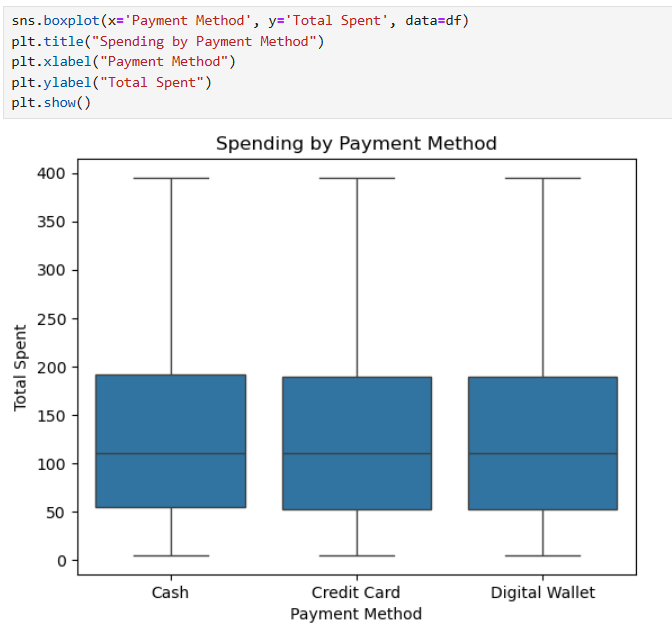 sns.boxplot(x='Payment Method', y='Total Spent', data=df)
plt.title("Spending by Payment Method")
plt.xlabel("Payment Method")
plt.ylabel("Total Spent")
plt.show()
Spending by Payment Method
400
350
300
250
200
150
100
50
0
Total Spent
Cash Credit Card Digital Wallet
Payment Method